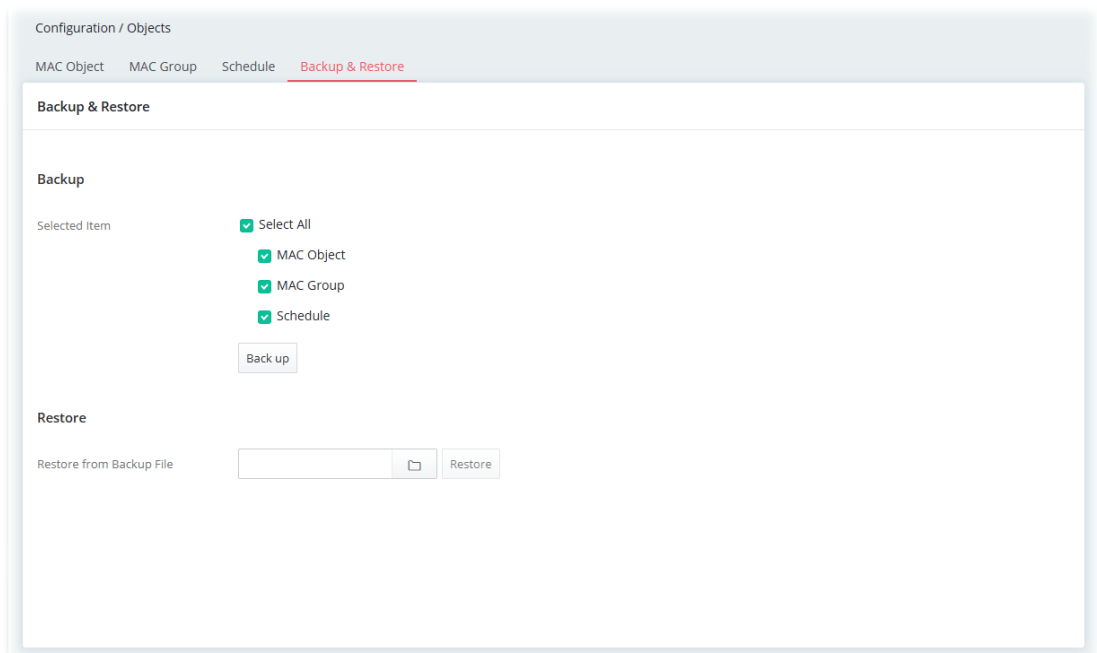 Configuration / Objects
MAC Object MAC Group Schedule Backup & Restore
Backup & Restore
Backup
Selected Item Select All
MAC Object
MAC Group
Schedule
Back up
Restore
Restore from Backup File Restore